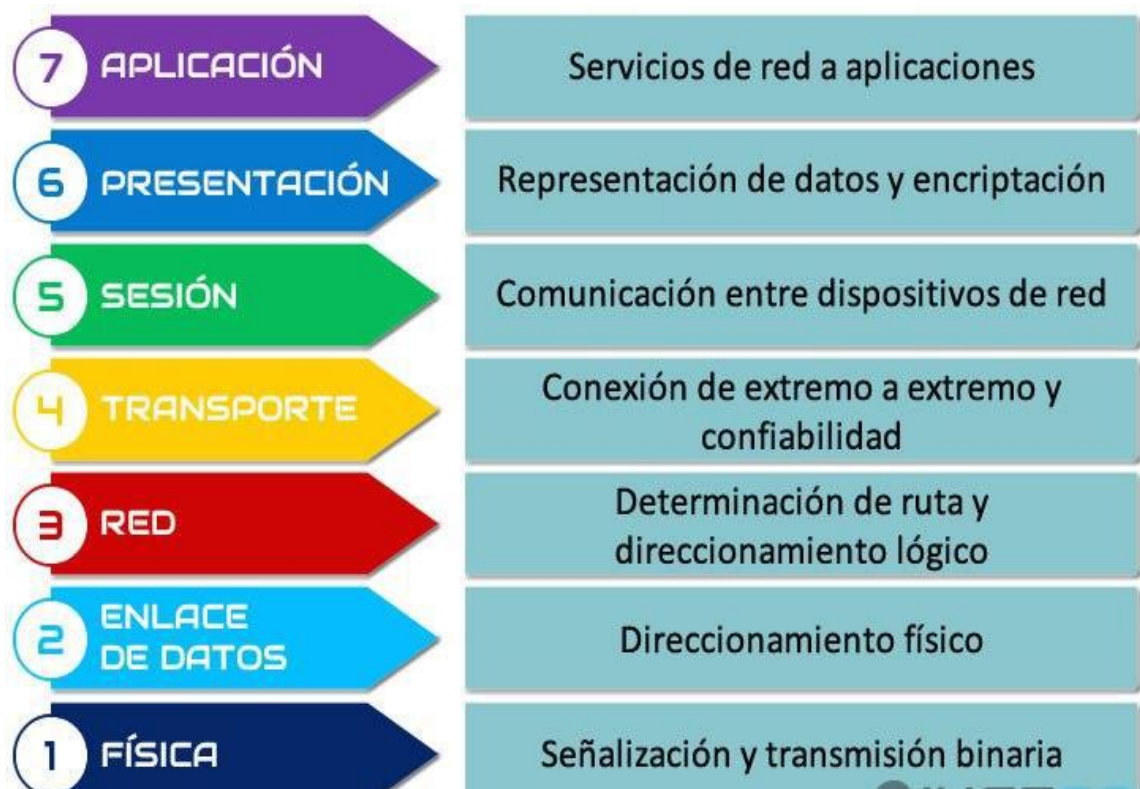 7 APLICACIÓN
Servicios de red a aplicaciones
6 PRESENTACIÓN
Representación de datos y encriptación
5 SESIÓN
Comunicación entre dispositivos de red
4 TRANSPORTE
Conexión de extremo a extremo y
confiabilidad
3 RED
Determinación de ruta y
direccionamiento lógico
2 ENLACE
DE DATOS
Direccionamiento físico
1 FÍSICA
Señalización y transmisión binaria